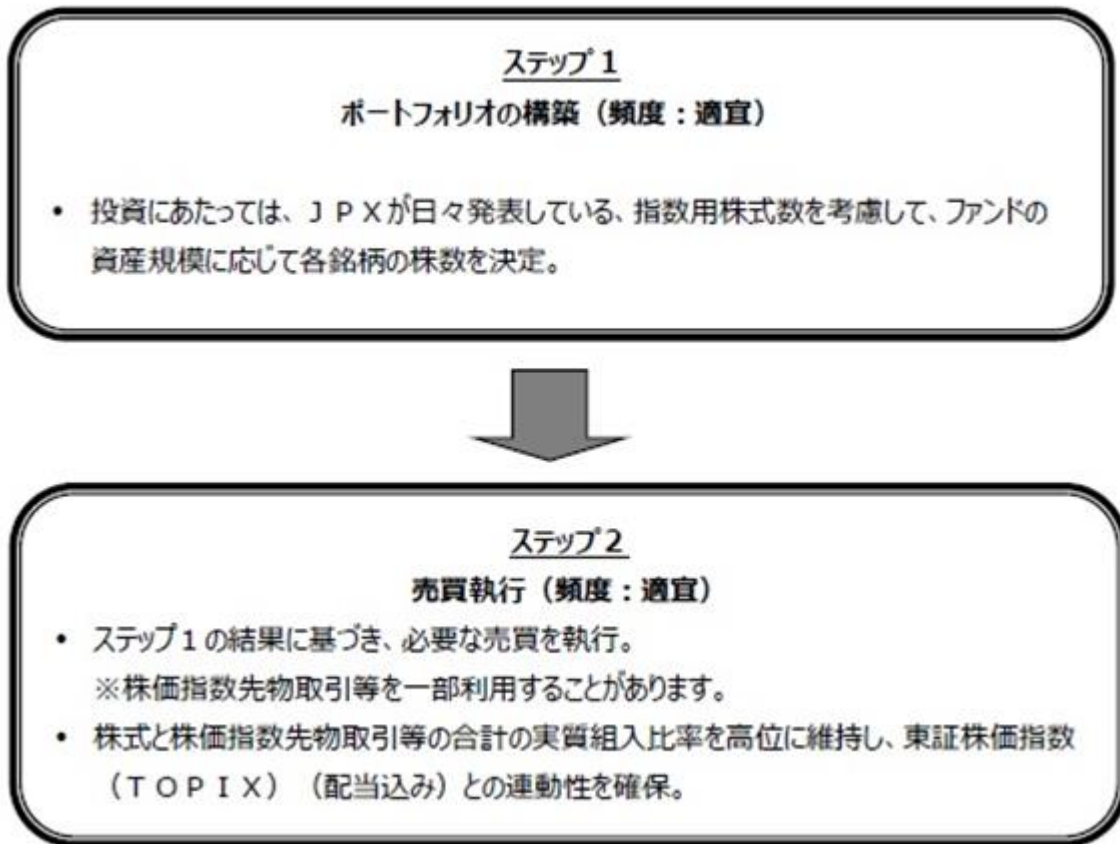 ステップ1
ポートフォリオの構築（頻度：適宜）
• 投資にあたっては、ＪＰＸが日々発表している、指数用株式数を考慮して、ファンドの
資産規模に応じて各銘柄の株数を決定。
ステップ2
売買執行（頻度：適宜）
• ステップ1の結果に基づき、必要な売買を執行。
※株価指数先物取引等を一部利用することがあります。
• 株式と株価指数先物取引等の合計の実質組入比率を高位に維持し、東証株価指数
（ＴＯＰＩＸ）（配当込み）との連動性を確保。